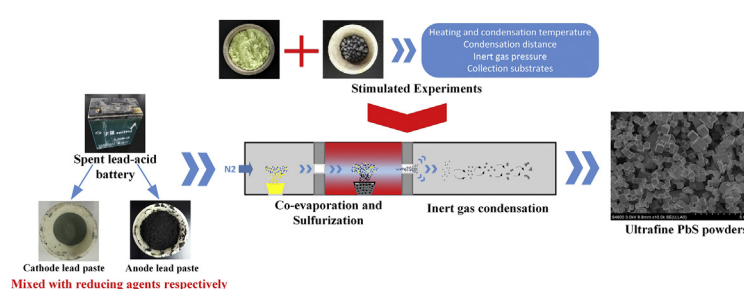 Heating and condensation temperature
Condensation distance
Inert gas pressure
Collection substrates
Stimulated Experiments
Spent lead-acid
battery
N2
Co-evaporation and
Sulfurization
Inert gas condensation
Ultrafine PbS powders
Cathode lead paste
Anode lead paste
Mixed with reducing agents respectively